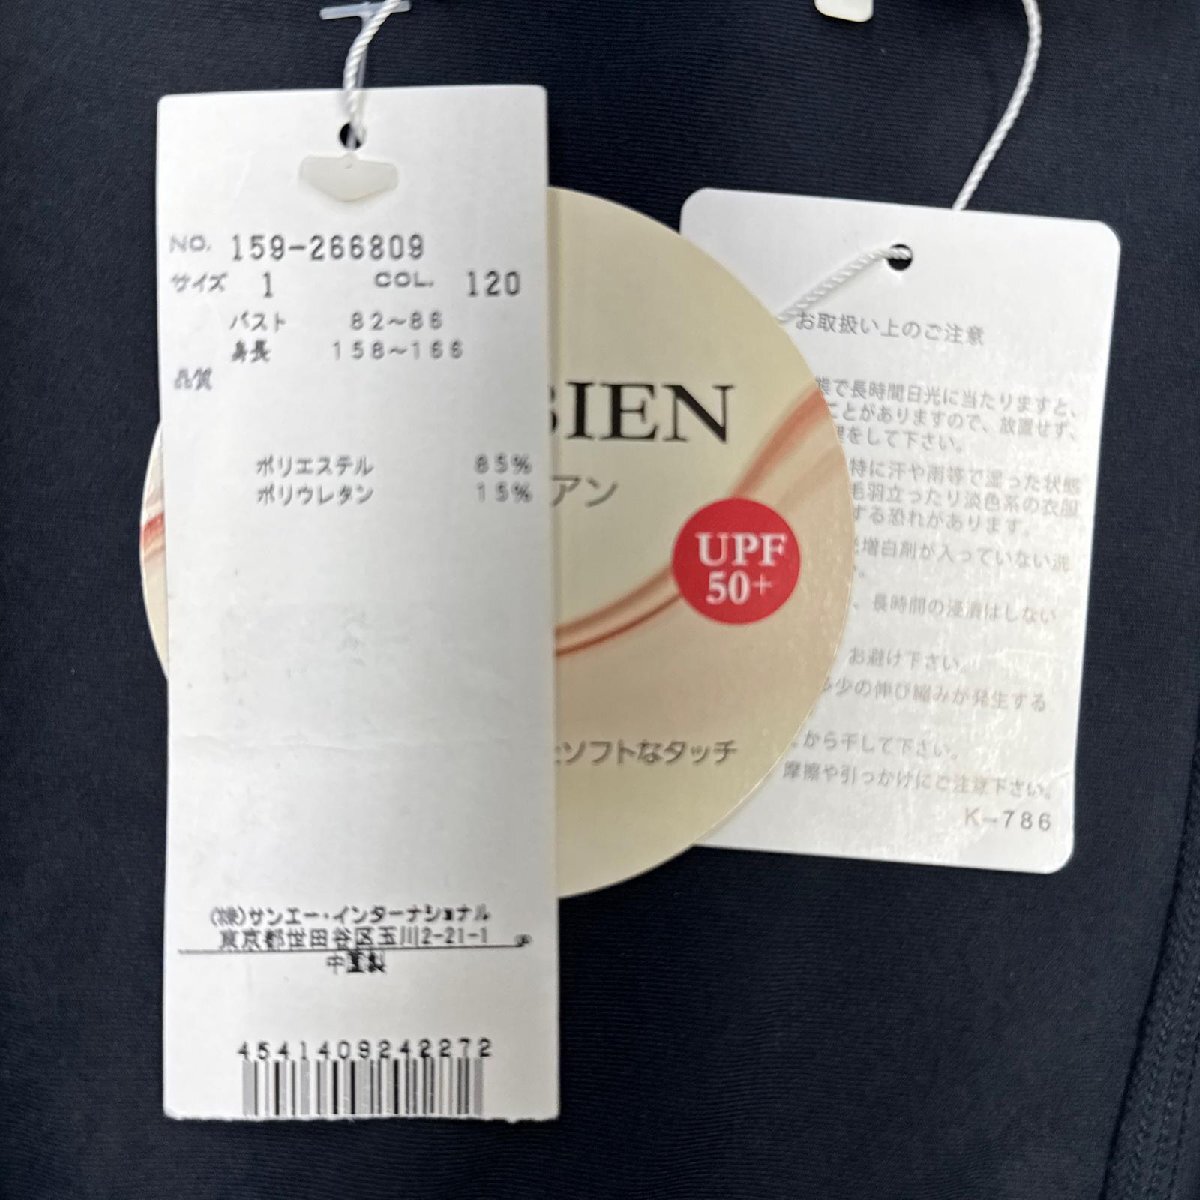 NO. 159-266809
サイズ 1 COL. 120
バスト 82~86
身長 158~166
品質
ポリエステル 85%
ポリウレタン 15%
(株)サンエー・インターナショナル
東京都世田谷区玉川2-21-1
中国製
4541409242272
SIEN
アン
UPF
50+
ソフトなタッチ
お取扱い上のご注意
で長時間日光に当たりますと、
ことがありますので、放置せず、
をして下さい。
特に汗や雨等で湿った状態
毛羽立ったり淡色系の衣服
する恐れがあります。
増白剤が入っていない洗
、長時間の浸漬はしない
お避け下さい。
少の伸び縮みが発生する
から干して下さい。
摩擦や引っかけにご注意下さい。
K-786